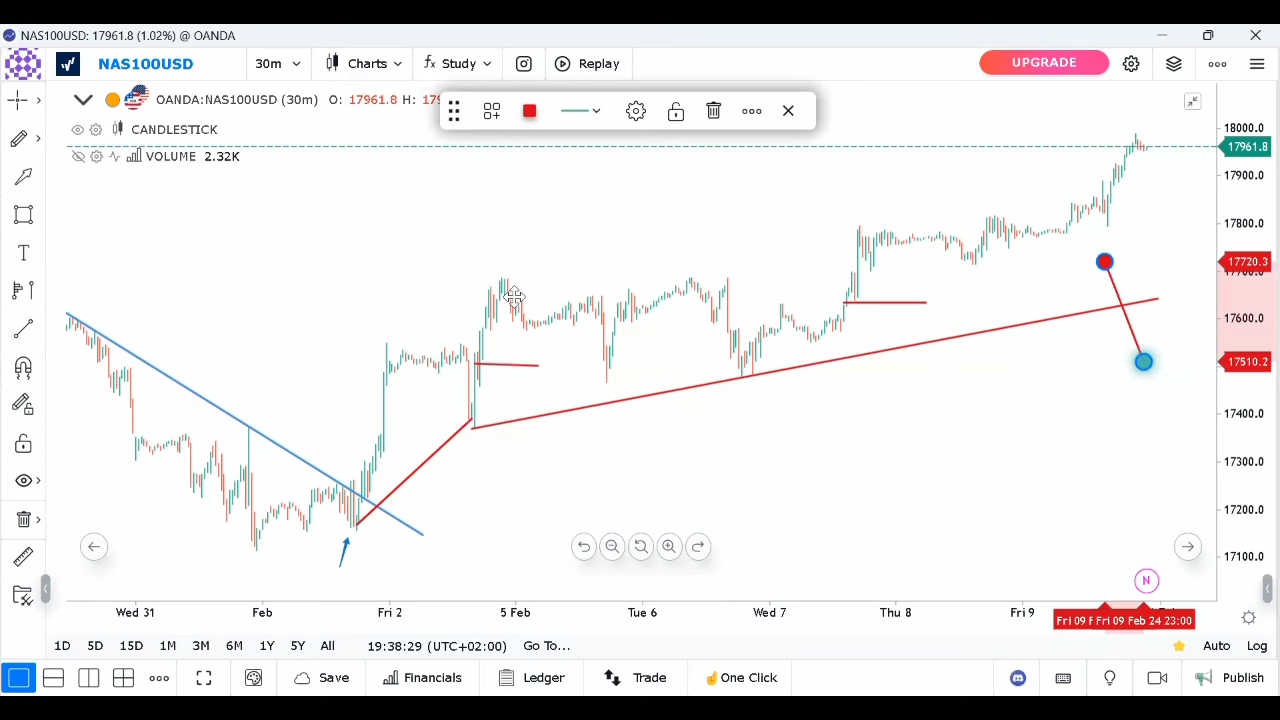 NAS100USD: 17961.8 (1.02%) @ OANDA
NAS100USD 30m Charts fx Study Replay UPGRADE
OANDA:NAS100USD (30m) O: 17961.8 H:
CANDLESTICK
VOLUME 2.32K
18000.0
17961.8
17900.0
17800.0
17720.3
17600.0
17510.2
17400.0
17300.0
17200.0
17100.0
N
Wed 31 Feb Fri 2 5 Feb Tue 6 Wed 7 Thu 8 Fri 9
Fri 09 Fri 09 Feb 24 23:00
1D 5D 15D 1M 3M 6M 1Y 5Y All 19:38:29 (UTC+02:00) Go To... Auto Log
Save Financials Ledger Trade One Click Publish